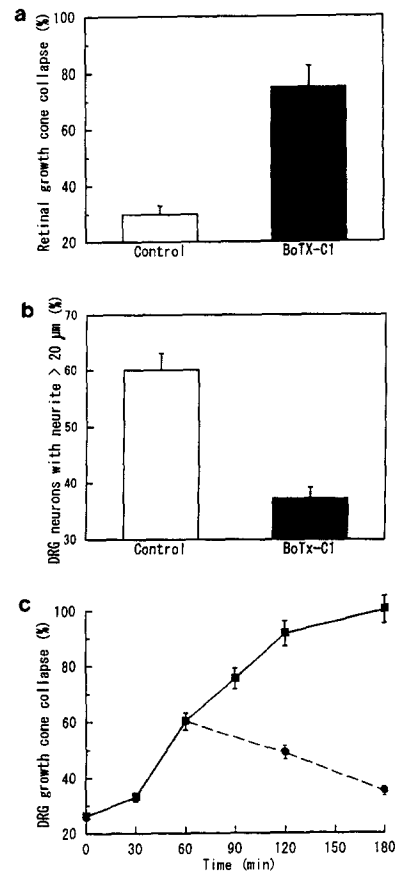 a
Retinal growth cone collapse (%)
100
80
60
40
20
Control
BoTX-C1
b
DRG neurons with neurite > 20 μm (%)
70
60
50
40
30
Control
BoTx-C1
c
DRG growth cone collapse (%)
100
80
60
40
20
0 30 60 90 120 150 180
Time (min)